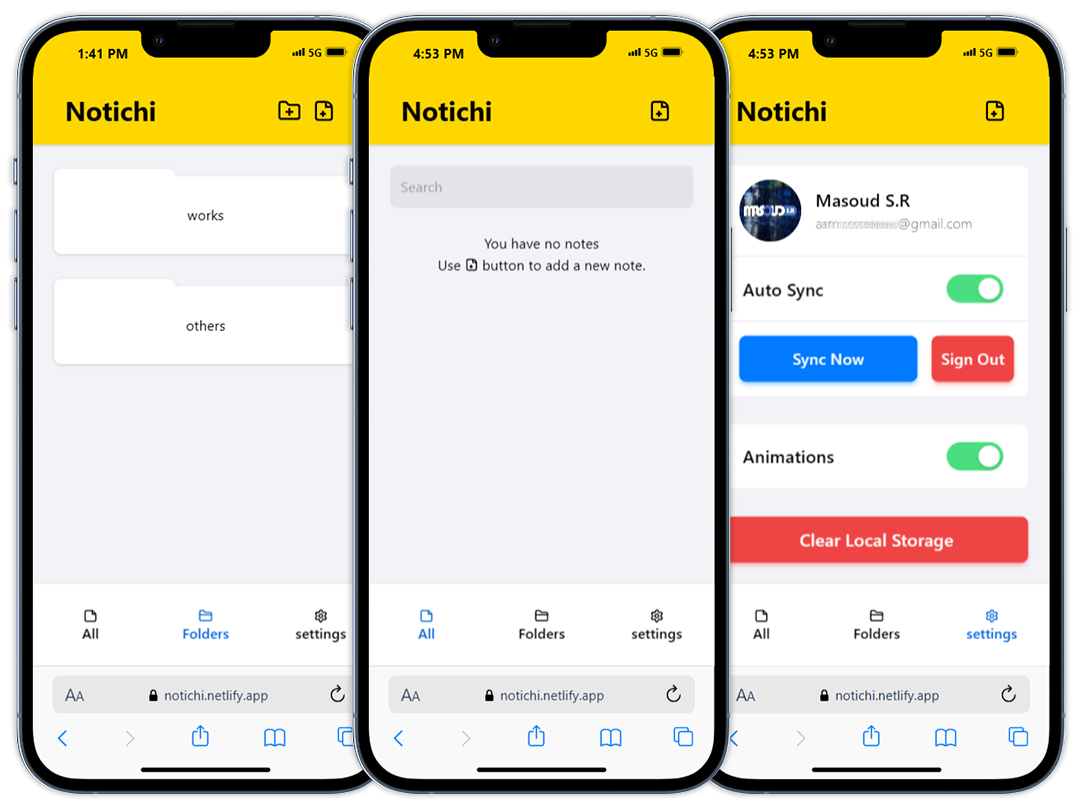 1:41 PM
5G
Notichi
works
others
All
Folders
settings
AA
notichi.netlify.app
4:53 PM
5G
Notichi
Search
You have no notes
Use button to add a new note.
All
Folders
settings
AA
notichi.netlify.app
4:53 PM
5G
Notichi
MASOUD S.R
Masoud S.R
@gmail.com
Auto Sync
Sync Now
Sign Out
Animations
Clear Local Storage
All
Folders
settings
AA
notichi.netlify.app